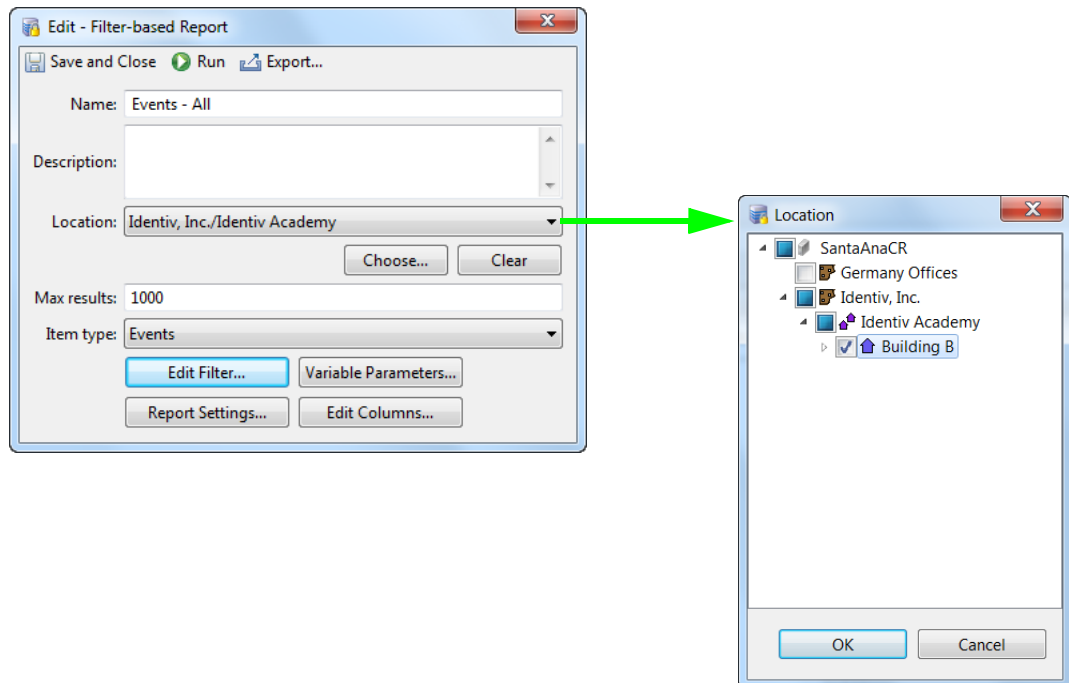 Edit - Filter-based Report
Save and Close Run Export...
Name: Events - All
Description:
Location: Identiv, Inc./Identiv Academy
Choose... Clear
Max results: 1000
Item type: Events
Edit Filter... Variable Parameters...
Report Settings... Edit Columns...
Location
SantaAnaCR
Germany Offices
Identiv, Inc.
Identiv Academy
Building B
OK Cancel